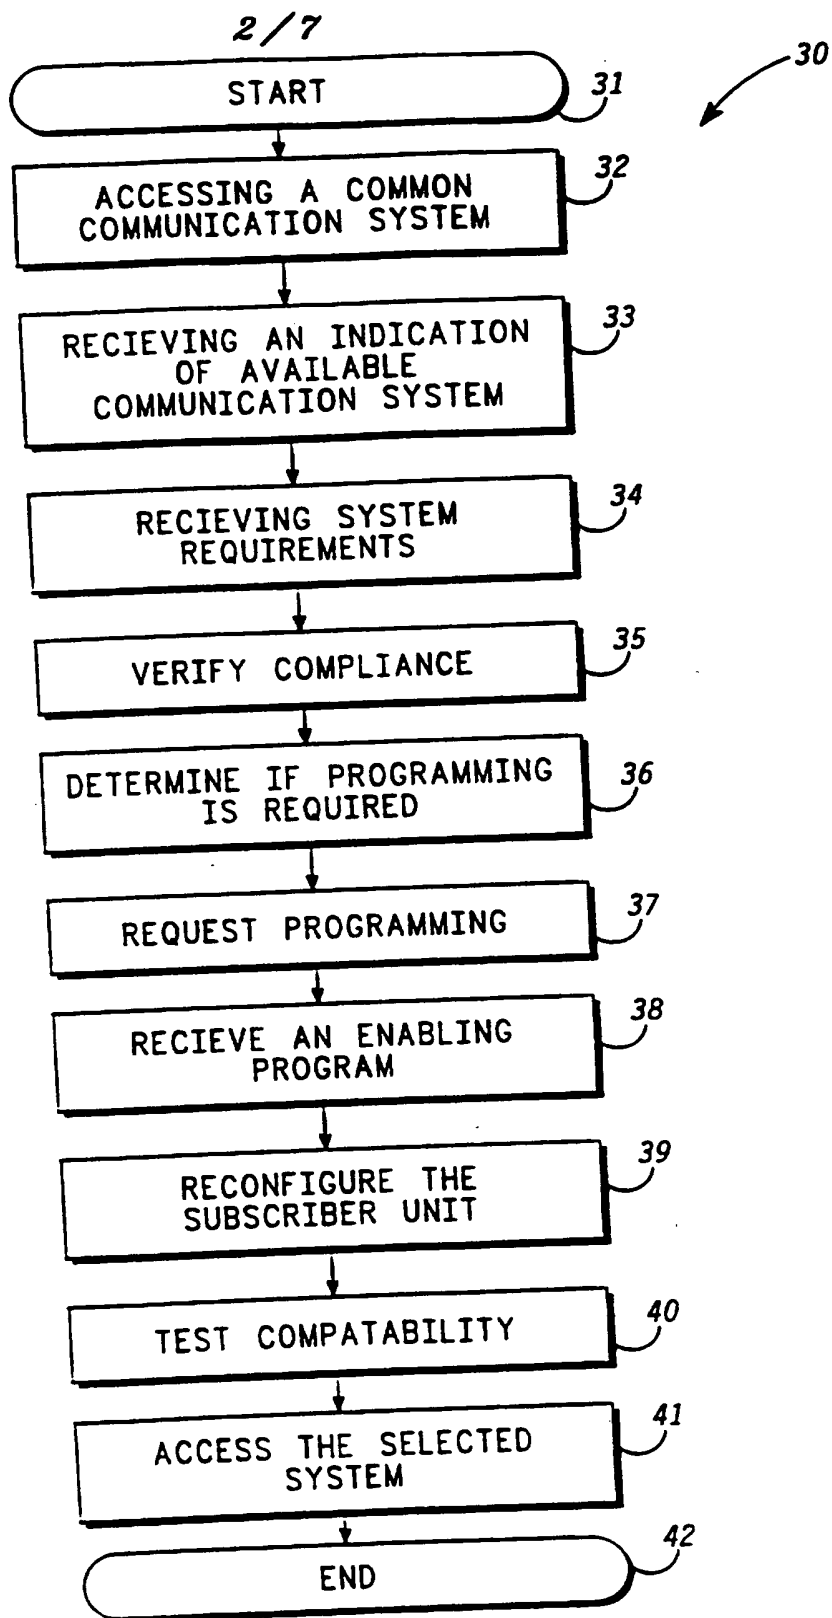 2/7
30
START
31
ACCESSING A COMMON
COMMUNICATION SYSTEM
32
RECIEVING AN INDICATION
OF AVAILABLE
COMMUNICATION SYSTEM
33
RECIEVING SYSTEM
REQUIREMENTS
34
VERIFY COMPLIANCE
35
DETERMINE IF PROGRAMMING
IS REQUIRED
36
REQUEST PROGRAMMING
37
RECIEVE AN ENABLING
PROGRAM
38
RECONFIGURE THE
SUBSCRIBER UNIT
39
TEST COMPATABILITY
40
ACCESS THE SELECTED
SYSTEM
41
END
42